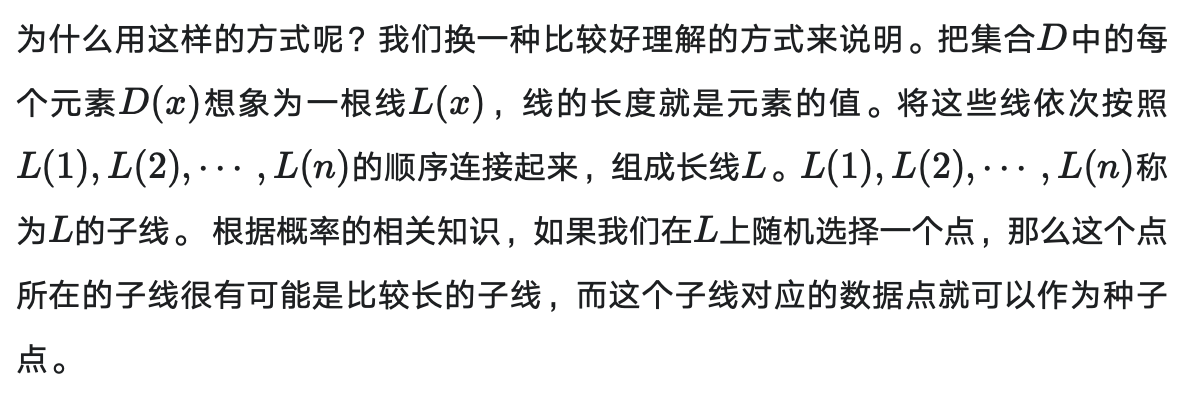 为什么用这样的方式呢？我们换一种比较好理解的方式来说明。把集合D中的每
个元素D(x)想象为一根线L(x)，线的长度就是元素的值。将这些线依次按照
L(1), L(2), ⋯ , L(n)的顺序连接起来，组成长线L。L(1), L(2), ⋯ , L(n)称
为L的子线。 根据概率的相关知识，如果我们在L上随机选择一个点，那么这个点
所在的子线很有可能是比较长的子线，而这个子线对应的数据点就可以作为种子
点。